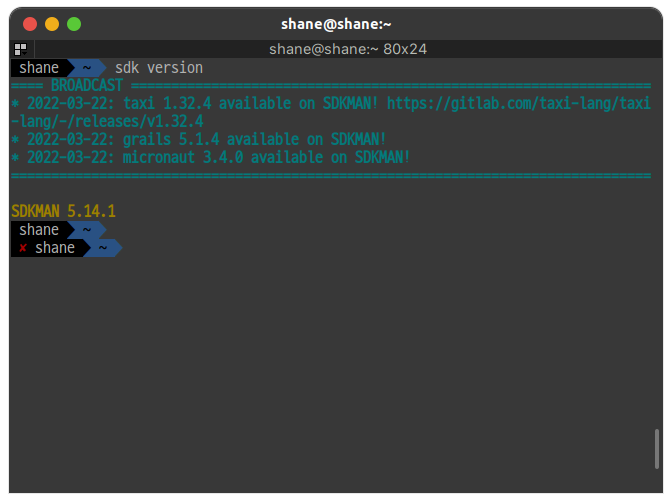 shane@shane:~
shane@shane:~ 80x24
shane ~ sdk version
==== BROADCAST =================================================================
* 2022-03-22: taxi 1.32.4 available on SDKMAN! https://gitlab.com/taxi-lang/taxi
-lang/-/releases/v1.32.4
* 2022-03-22: grails 5.1.4 available on SDKMAN!
* 2022-03-22: micronaut 3.4.0 available on SDKMAN!
================================================================================
SDKMAN 5.14.1
shane ~
✘ shane ~